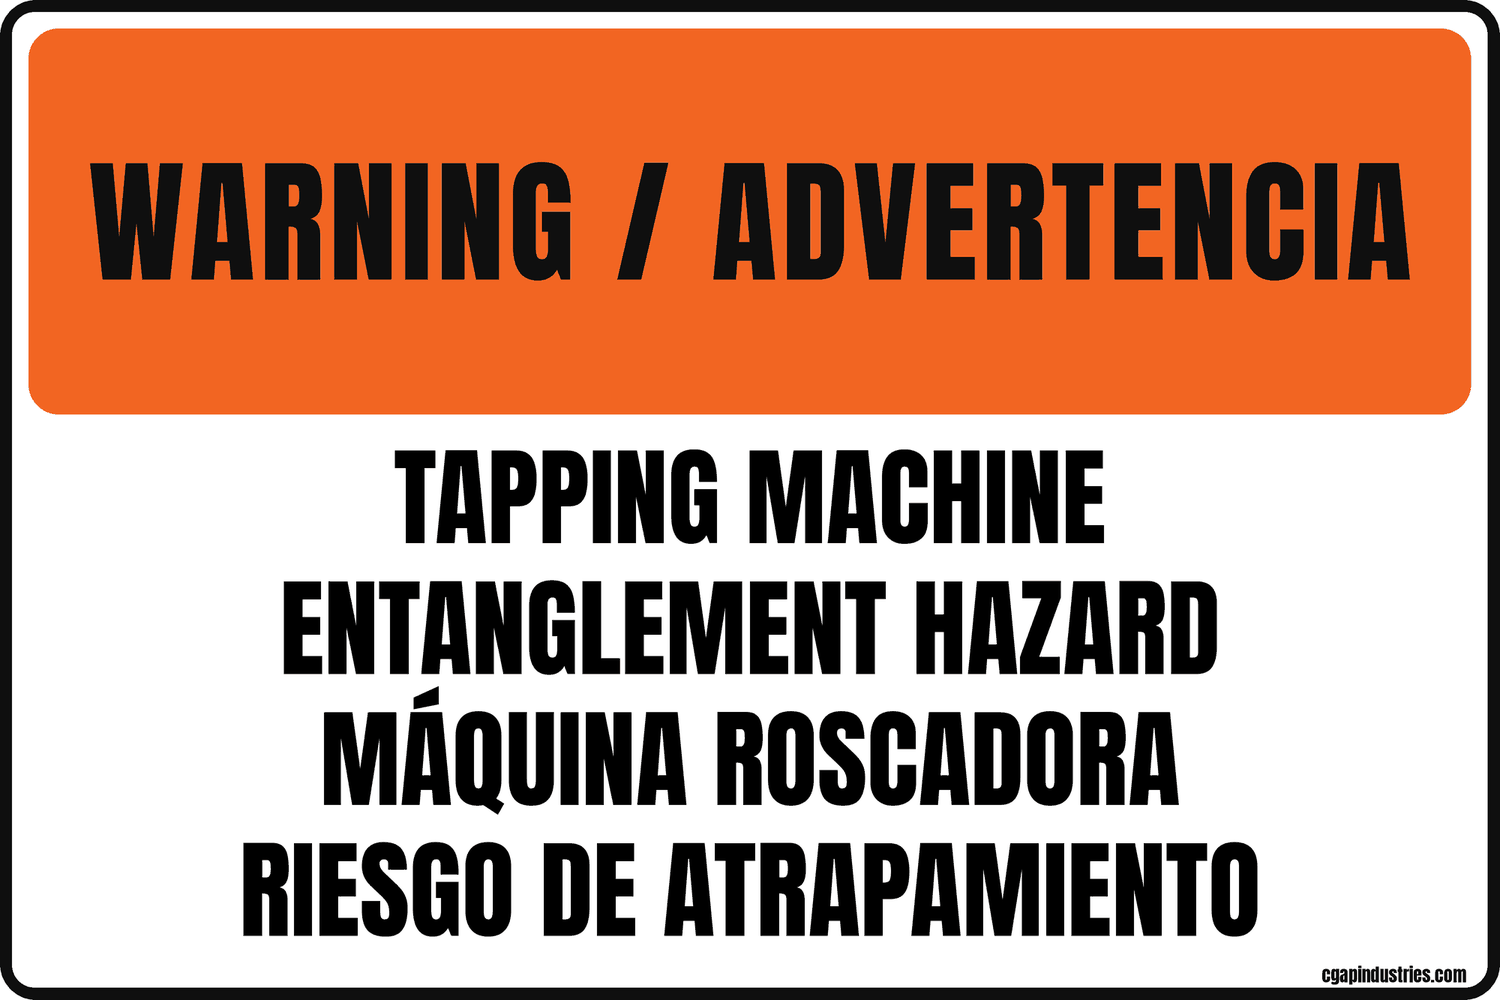 WARNING / ADVERTENCIA
TAPPING MACHINE
ENTANGLEMENT HAZARD
MÁQUINA ROSCADORA
RIESGO DE ATRAPAMIENTO
cgapindustries.com